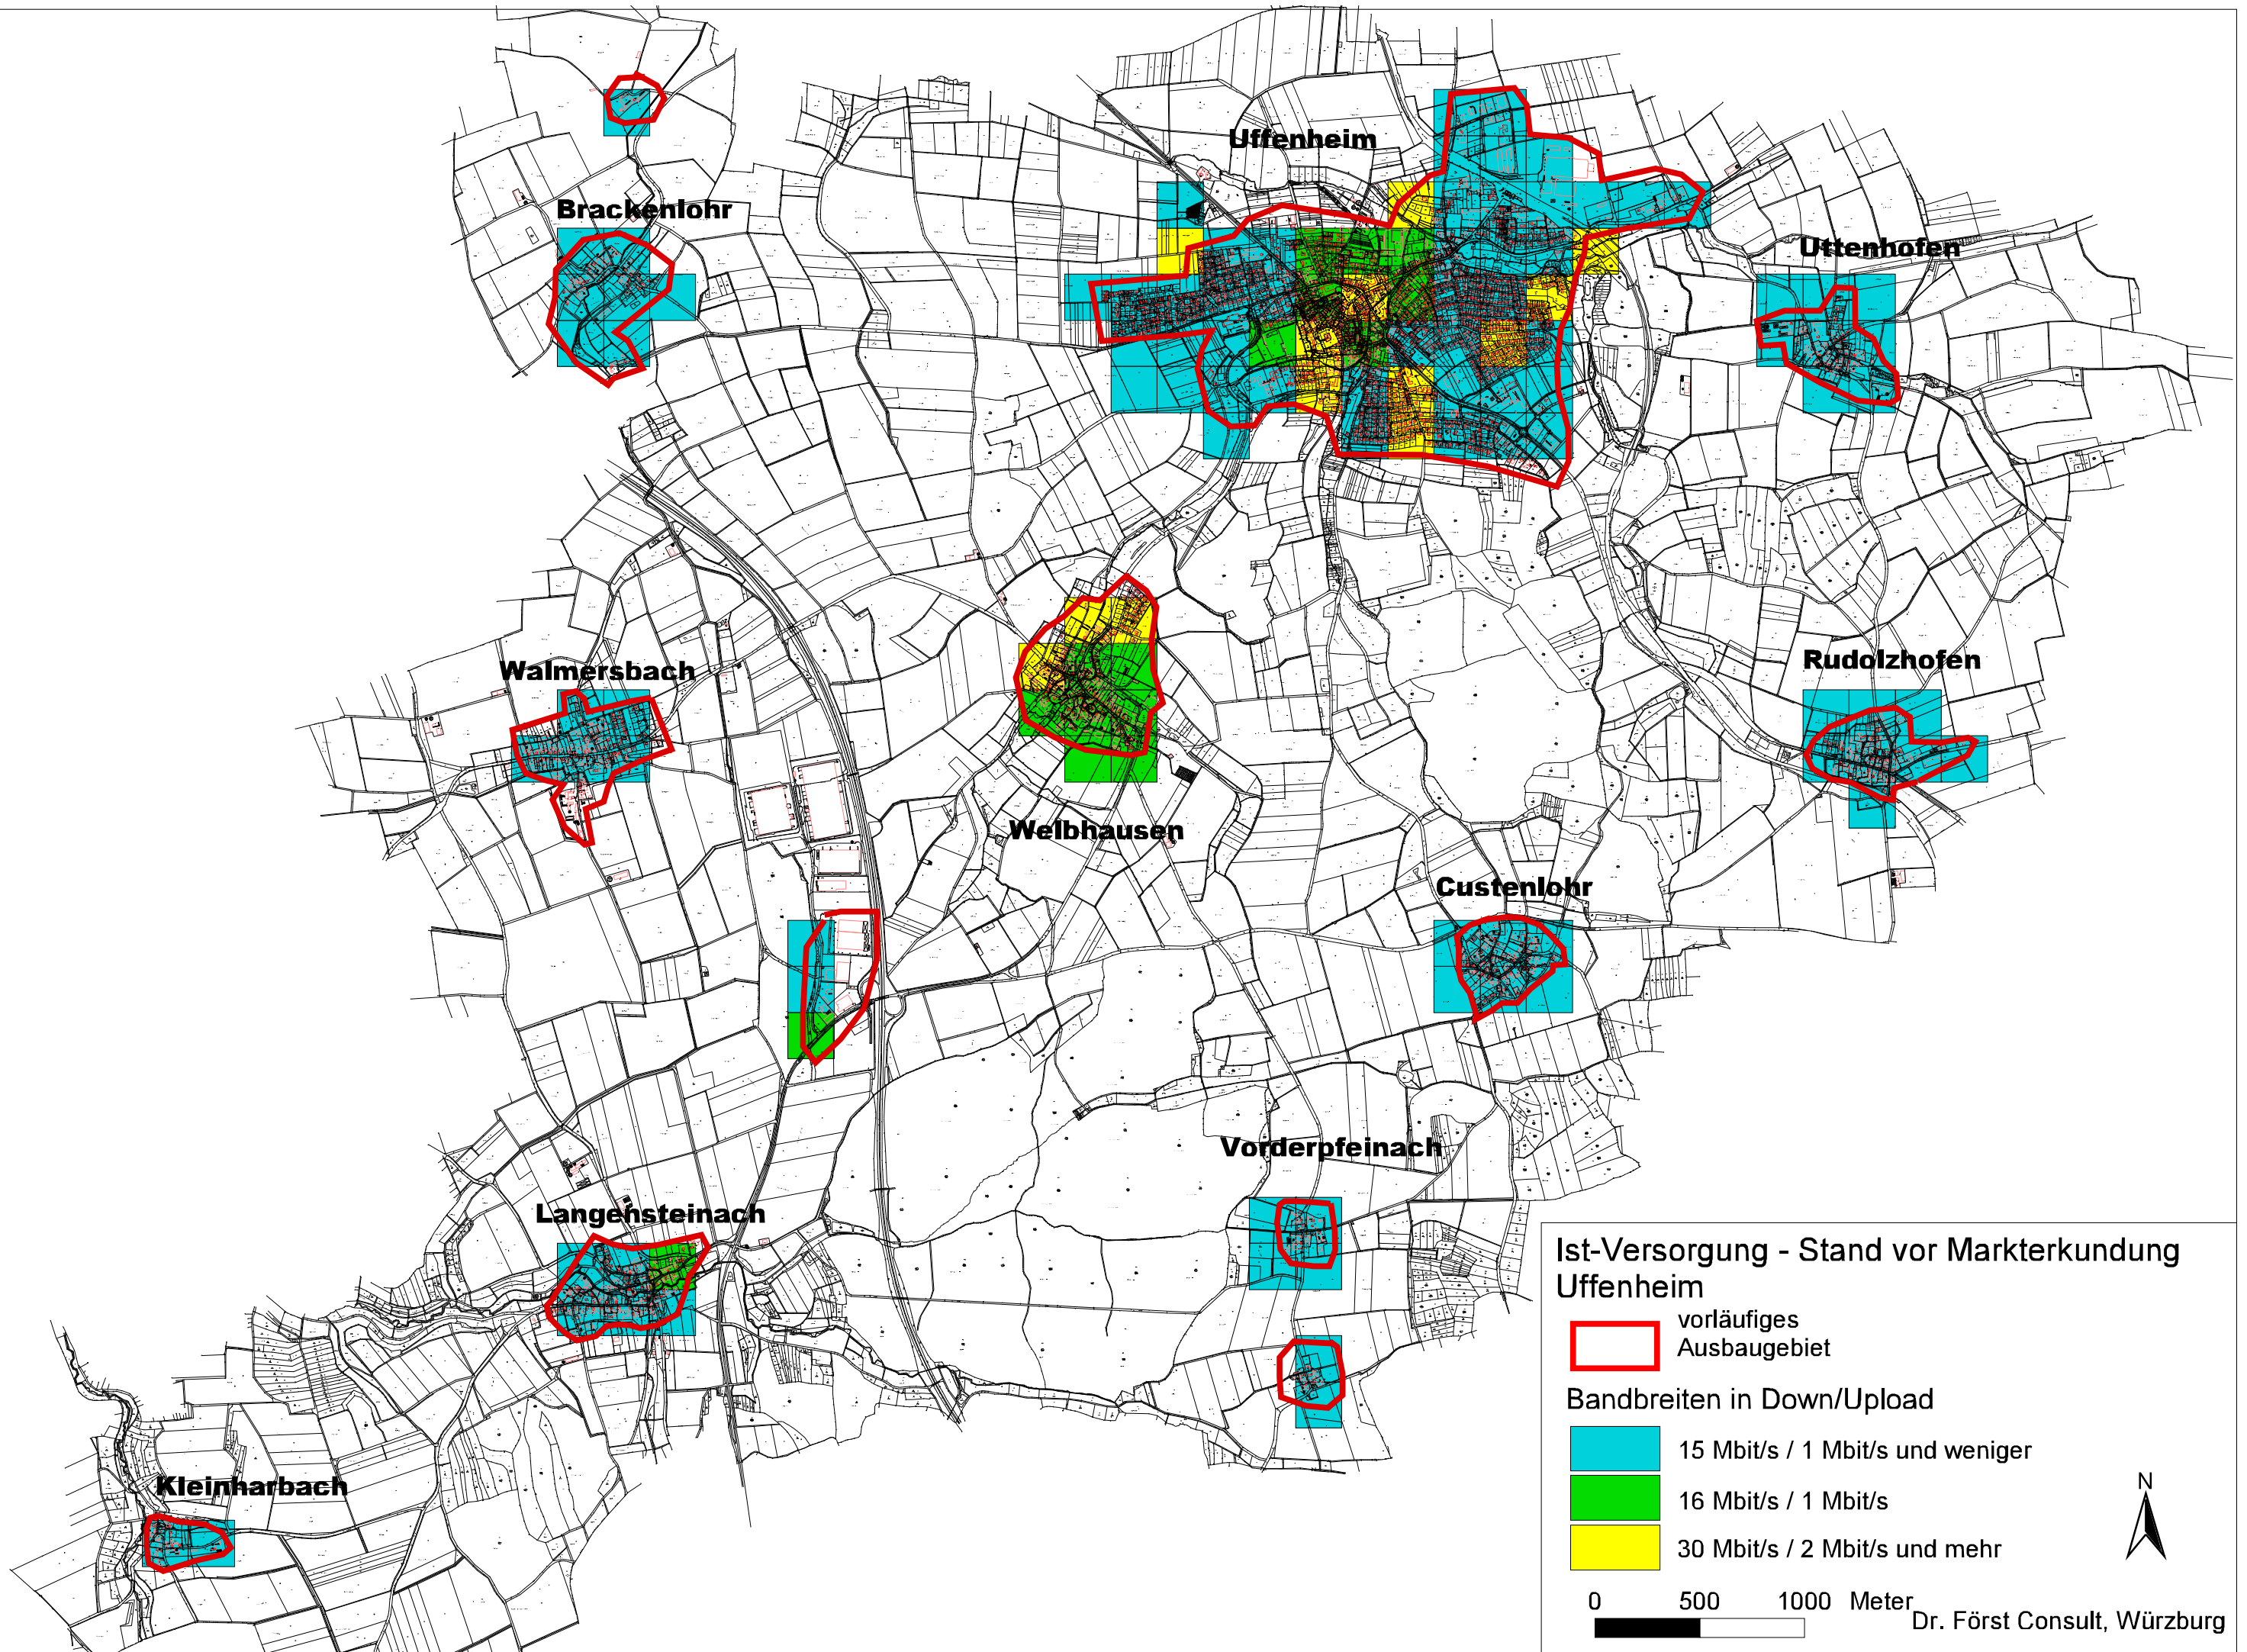 Uffenheim
Brackenlohr
Uttenhofen
Walmersbach
Rudolzhofen
Welbhausen
Custenlohr
Vorderpfeinach
Langensteinach
Kleinharbach
Ist-Versorgung - Stand vor Markterkundung
Uffenheim
vorläufiges
Ausbaugebiet
Bandbreiten in Down/Upload
15 Mbit/s / 1 Mbit/s und weniger
16 Mbit/s / 1 Mbit/s
30 Mbit/s / 2 Mbit/s und mehr
N
0 500 1000 Meter
Dr. Först Consult, Würzburg